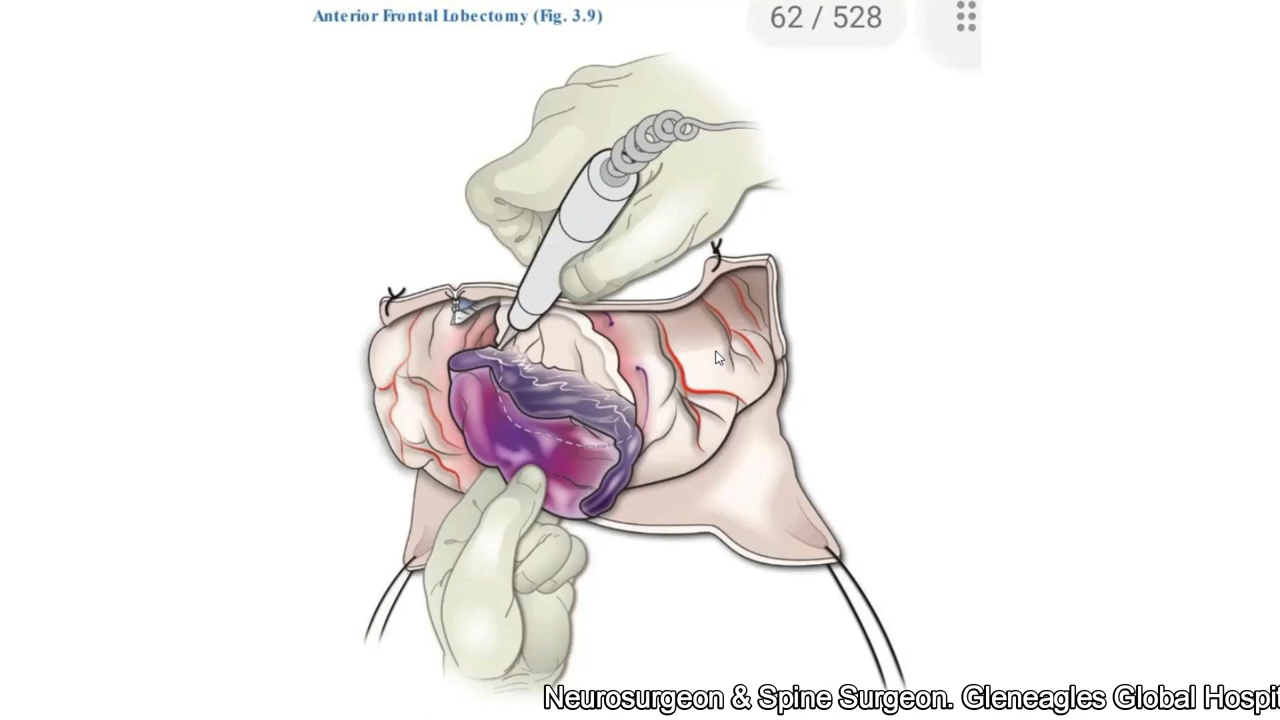 Anterior Frontal Lobectomy (Fig. 3.9)
62 / 528
Neurosurgeon & Spine Surgeon. Gleneagles Global Hospi